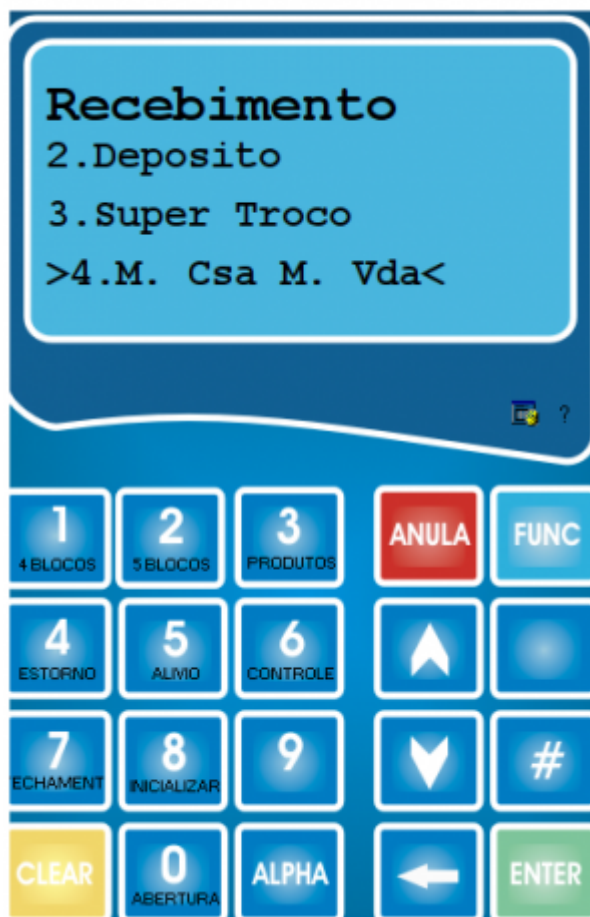 Recebimento
2.Deposito
3.Super Troco
>4.M. Csa M. Vda<
?
1 2 3 ANULA FUNC
4 BLOCOS 5 BLOCOS PRODUTOS
4 5 6
ESTORNO ALIVIO CONTROLE
7 8 9 #
ECHAMENT INICIALIZAR
CLEAR 0 ALPHA ENTER
ABERTURA